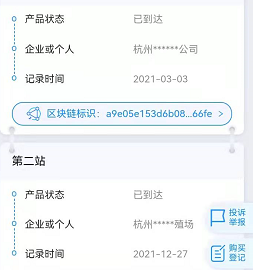 产品状态 已到达
企业或个人 杭州******公司
记录时间 2021-03-03
区块链标识：a9e05e153d6b08...66fe >
第二站
产品状态 已到达
企业或个人 杭州*****殖场
记录时间 2021-12-27
投诉
举报
购买
登记